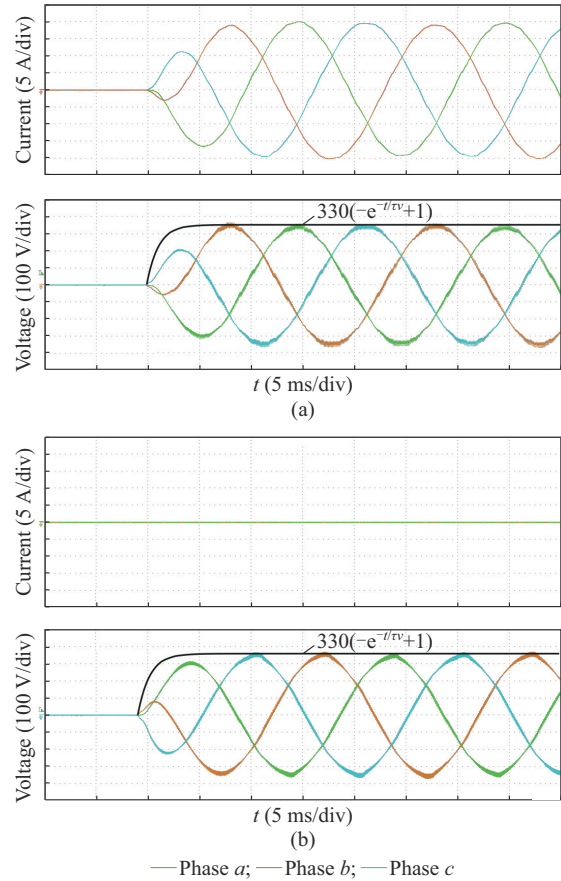 Current (5 A/div)
330(−e−t/τv+1)
Voltage (100 V/div)
t (5 ms/div)
(a)
Current (5 A/div)
330(−e−t/τv+1)
Voltage (100 V/div)
t (5 ms/div)
(b)
Phase a; Phase b; Phase c